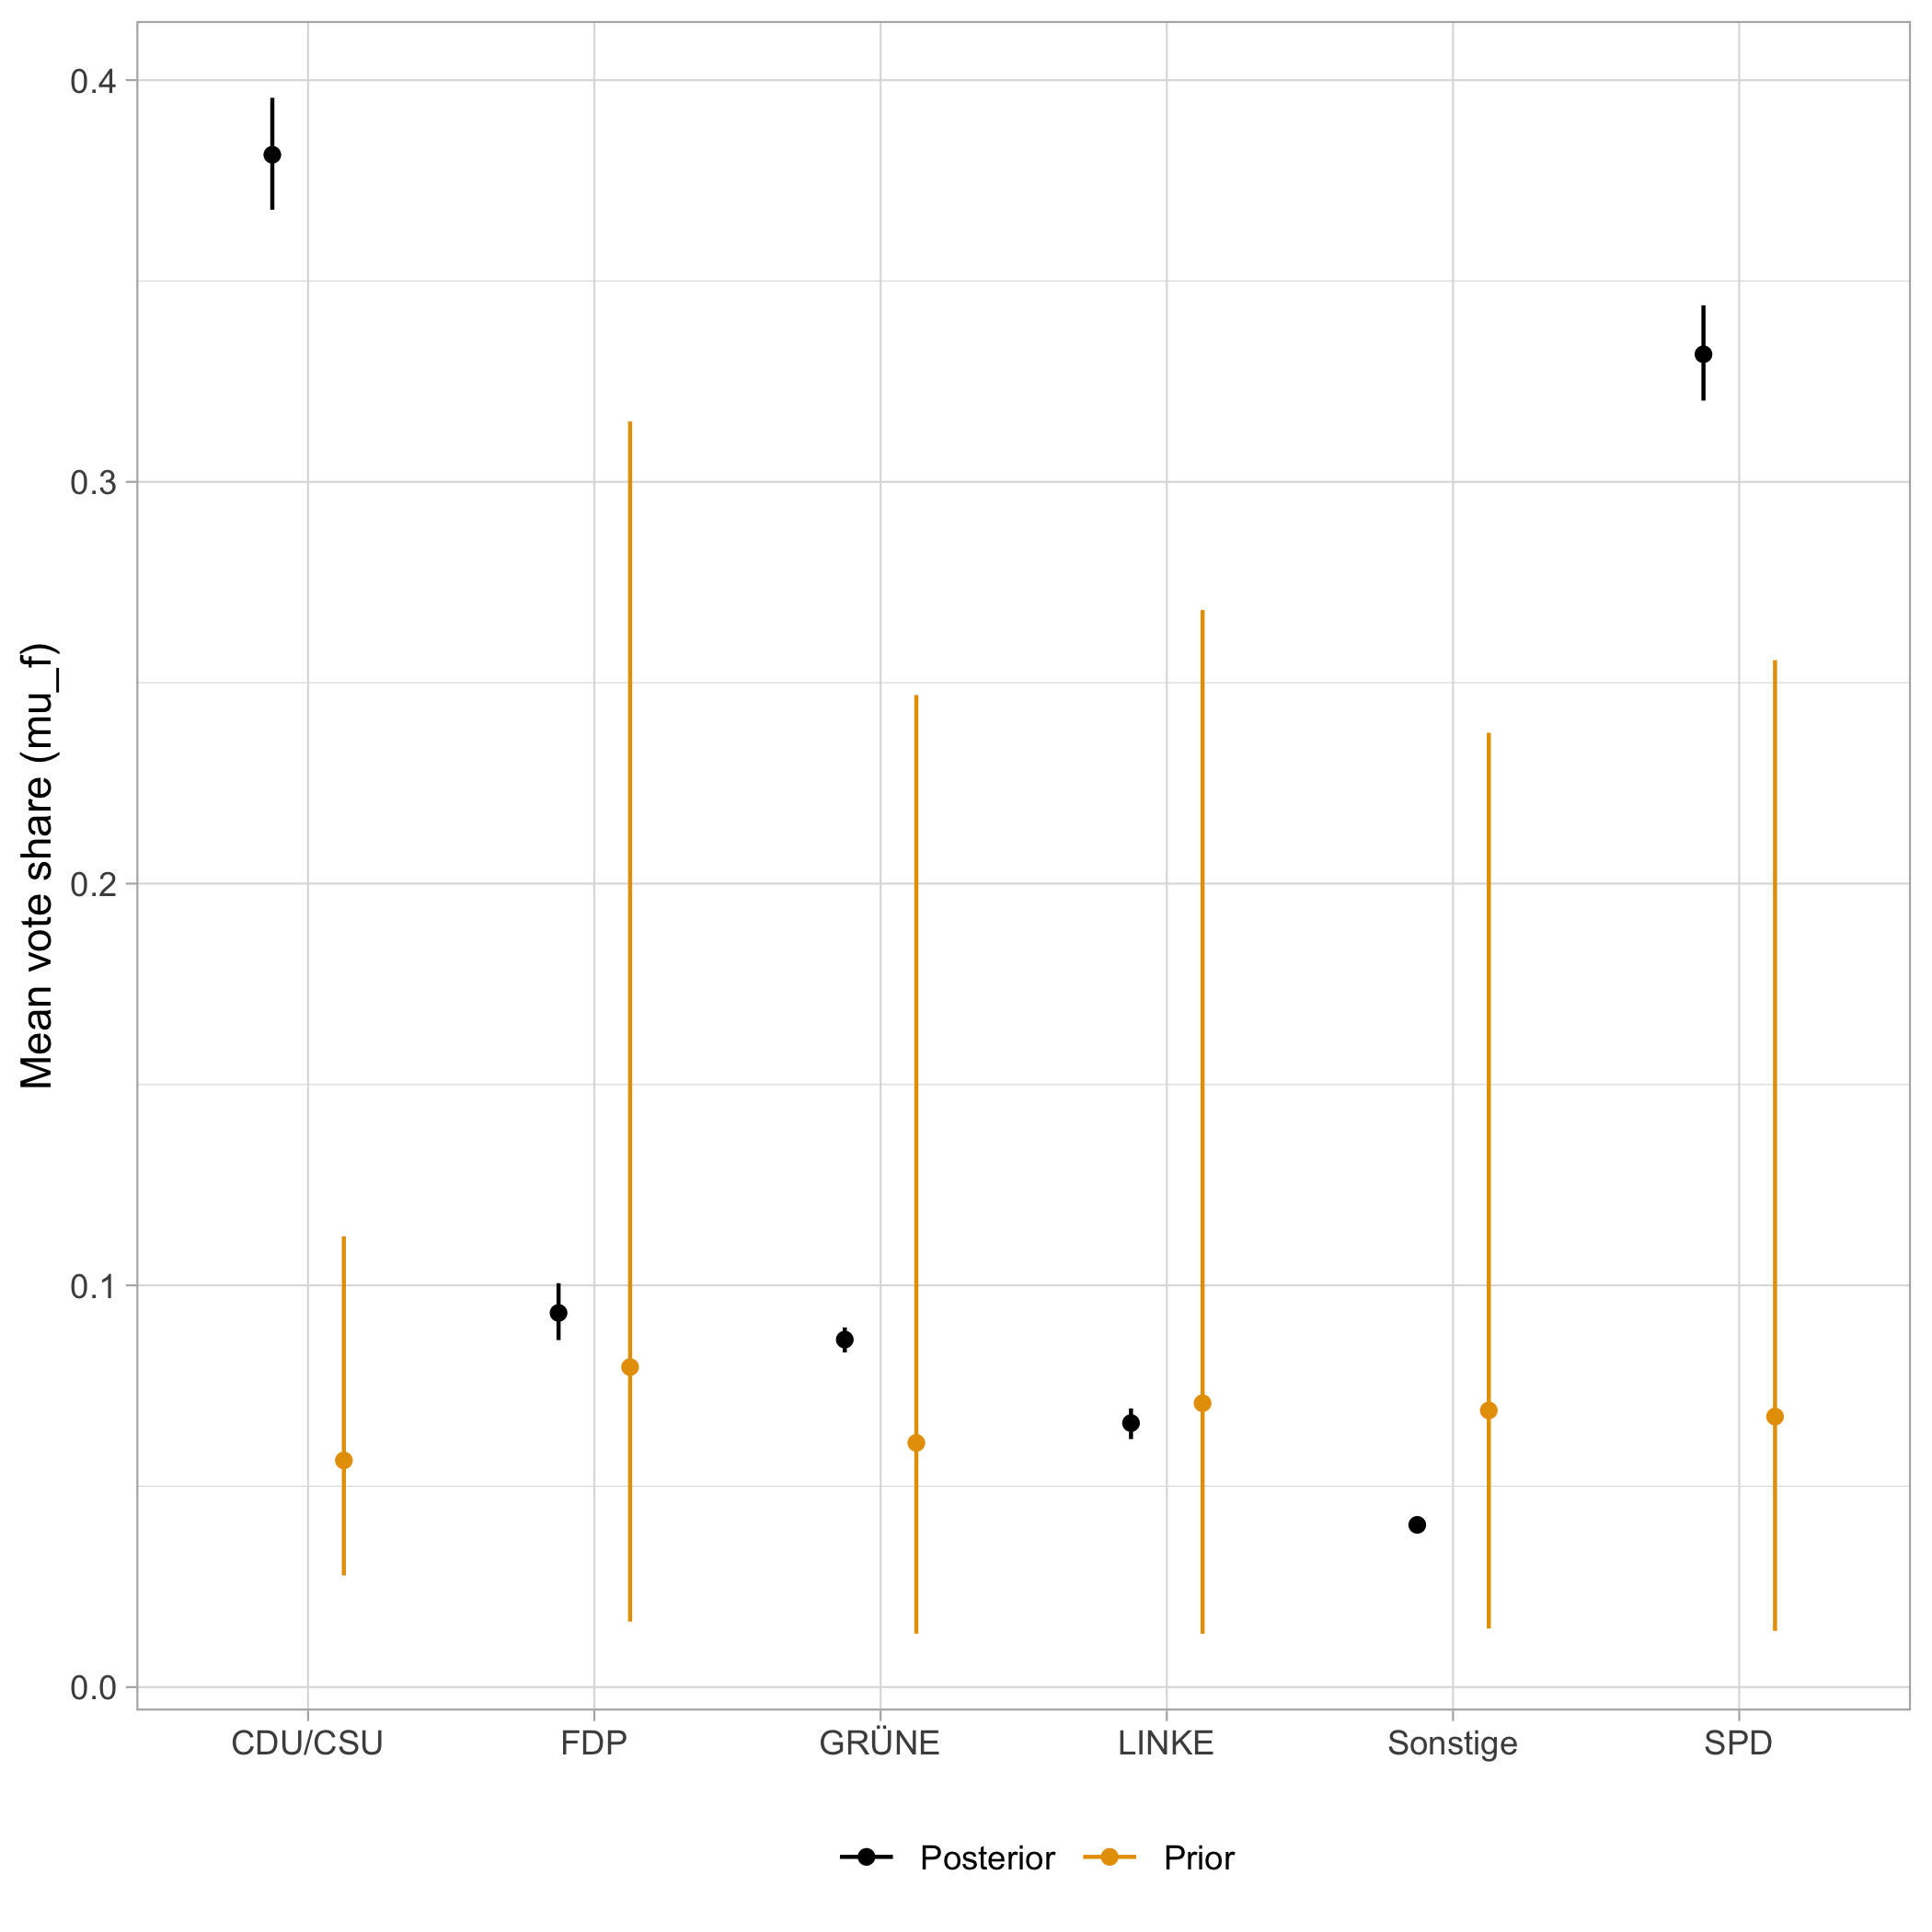 Mean vote share (mu_f)
0.4
0.3
0.2
0.1
0.0
CDU/CSU FDP GRÜNE LINKE Sonstige SPD
Posterior Prior